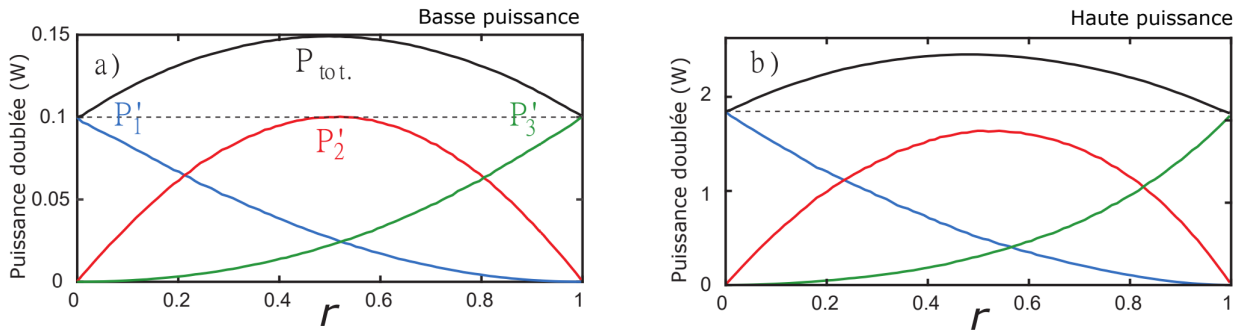 Basse puissance
Puissance doublée (W)
0.15
0.1
0.05
0
a)
P tot.
P'1
P'2
P'3
0
0.2
0.4
0.6
0.8
1
r
Haute puissance
Puissance doublée (W)
2
1
0
b)
0
0.2
0.4
0.6
0.8
1
r